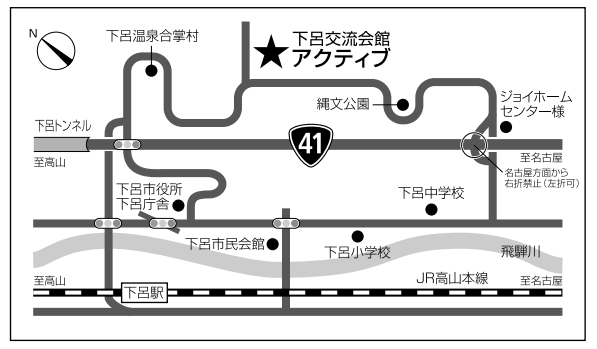 N
下呂温泉合掌村
下呂交流会館
アクティブ
縄文公園
ジョイホーム
センター様
下呂トンネル
至高山
41
至名古屋
名古屋方面から
右折禁止(左折可)
下呂市役所
下呂庁舎
下呂中学校
下呂市民会館
下呂小学校
飛騨川
至高山
JR高山本線
至名古屋
下呂駅